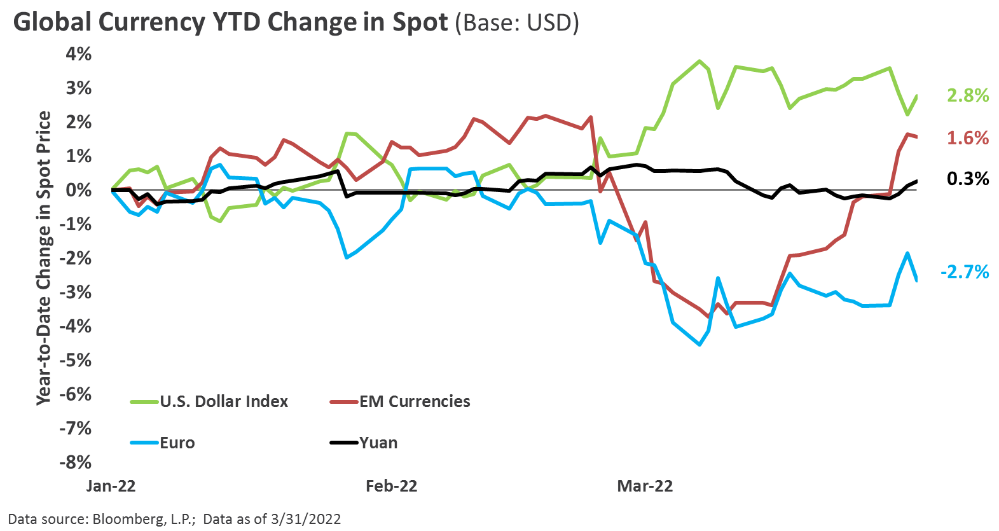 Global Currency YTD Change in Spot (Base: USD)
Year-to-Date Change in Spot Price
4%
3%
2%
1%
0%
-1%
-2%
-3%
-4%
-5%
-6%
-7%
-8%
2.8%
1.6%
0.3%
-2.7%
U.S. Dollar Index
EM Currencies
Euro
Yuan
Jan-22
Feb-22
Mar-22
Data source: Bloomberg, L.P.;  Data as of 3/31/2022